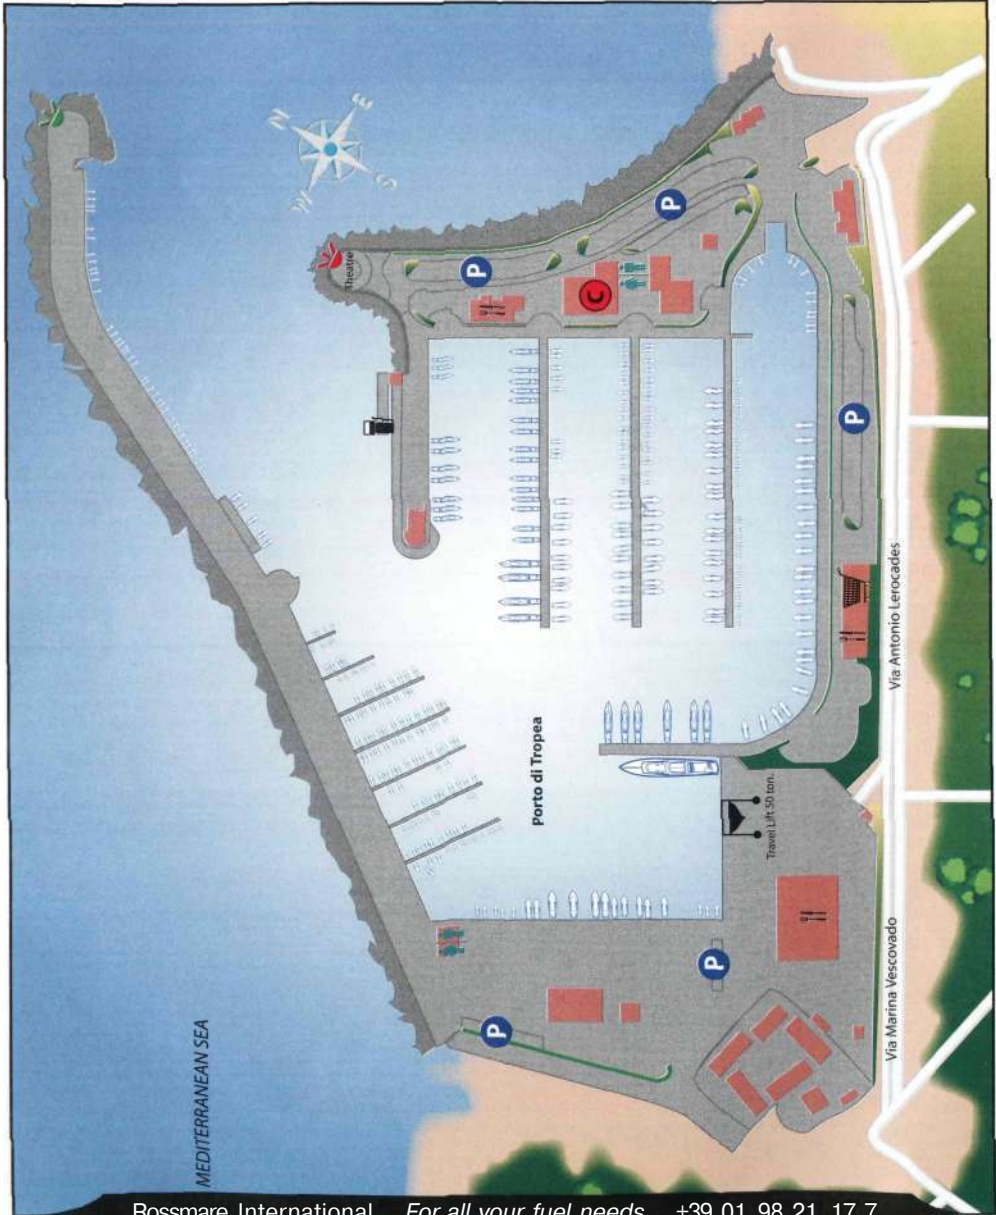 N
E
S
W
Theatre
P
P
C
P
Via Antonio Lerocades
Porto di Tropea
Travel Lift 50 ton.
P
P
Via Marina Vescovado
MEDITERRANEAN SEA
Rossmare International For all your fuel needs +39 01 98 21 17 7